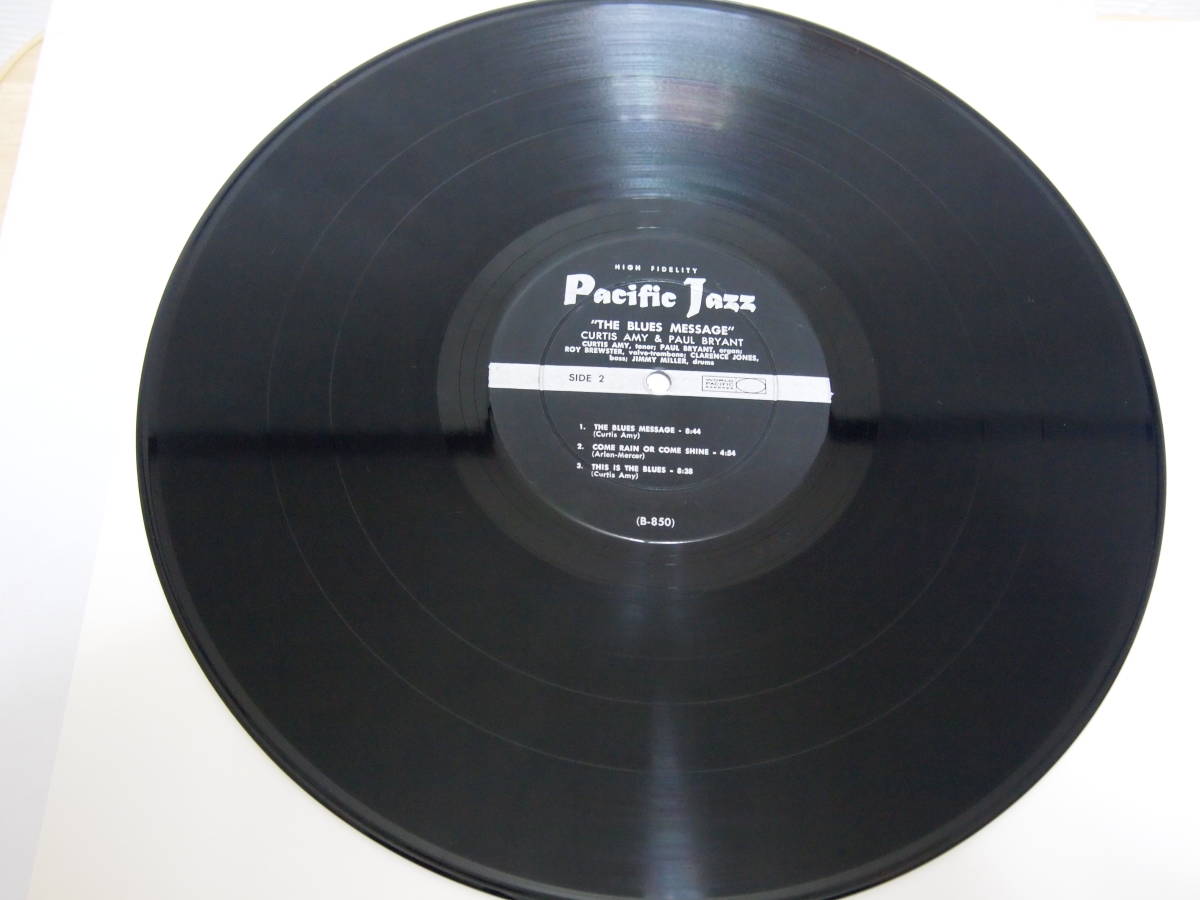 HIGH FIDELITY
Pacific Jazz
"THE BLUES MESSAGE"
CURTIS AMY & PAUL BRYANT
CURTIS AMY, tenor; PAUL BRYANT, organ;
ROY BREWSTER, valve-trombone; CLARENCE JONES,
bass; JIMMY MILLER, drums
SIDE 2
WORLD
PACIFIC
RECORDS
1. THE BLUES MESSAGE - 8:44
(Curtis Amy)
2. COME RAIN OR COME SHINE - 4:54
(Arlen-Mercer)
3. THIS IS THE BLUES - 8:38
(Curtis Amy)
(B-850)